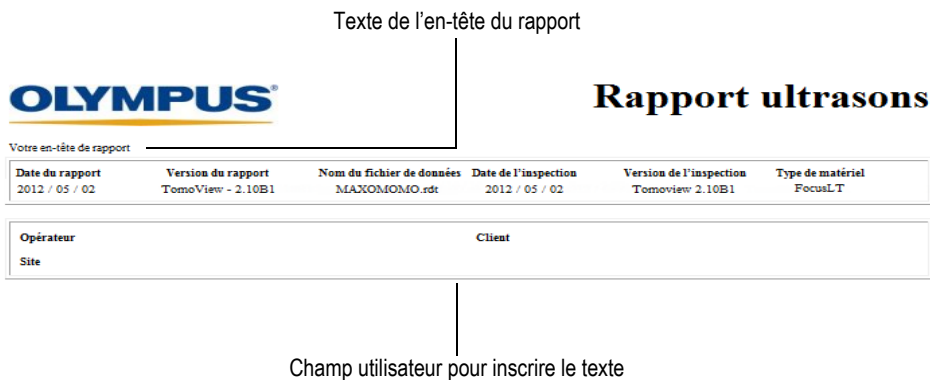 Texte de l'en-tête du rapport
OLYMPUS®
Rapport ultrasons
Votre en-tête de rapport
Date du rapport Version du rapport Nom du fichier de données Date de l'inspection Version de l'inspection Type de matériel
2012 / 05 / 02 TomoView - 2.10B1 MAXOMOMO.rdt 2012 / 05 / 02 Tomoview 2.10B1 FocusLT
Opérateur Client
Site
Champ utilisateur pour inscrire le texte